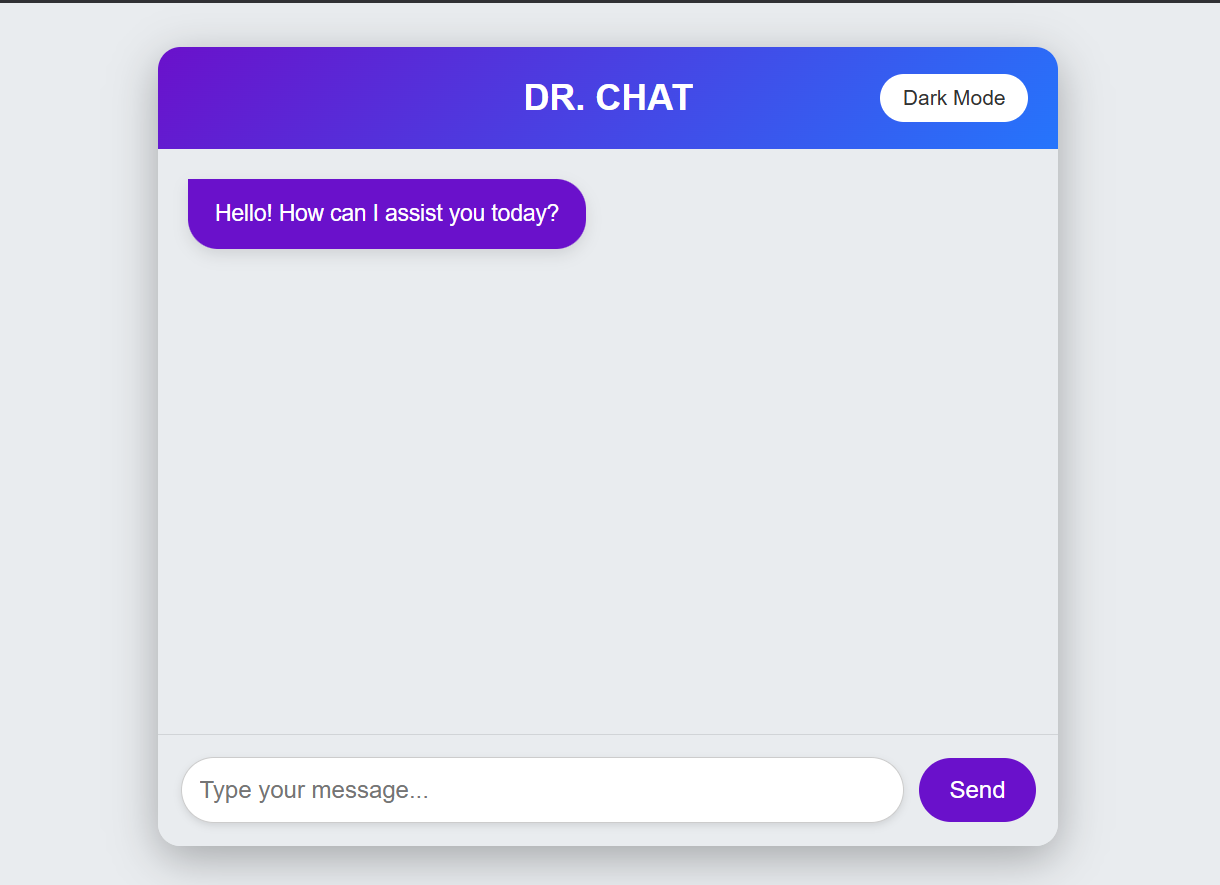 DR. CHAT
Dark Mode
Hello! How can I assist you today?
Type your message...
Send